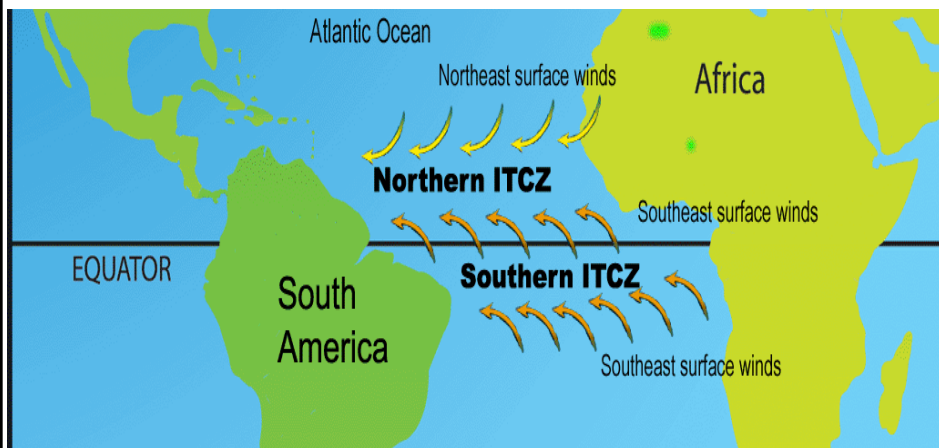 Atlantic Ocean
Northeast surface winds
Africa
Northern ITCZ
Southeast surface winds
EQUATOR
Southern ITCZ
South
America
Southeast surface winds